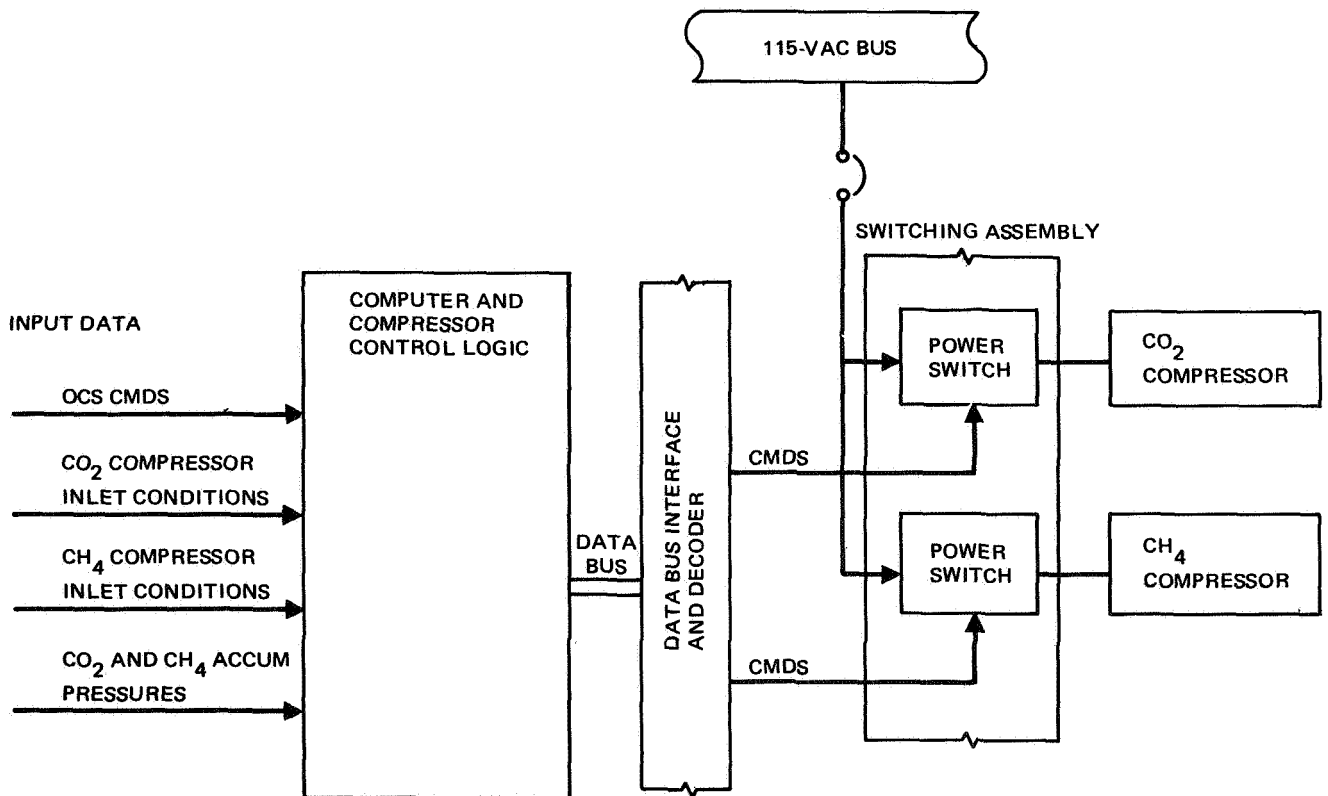 115-VAC BUS
SWITCHING ASSEMBLY
INPUT DATA
COMPUTER AND
COMPRESSOR
CONTROL LOGIC
OCS CMDS
CO2 COMPRESSOR
INLET CONDITIONS
CH4 COMPRESSOR
INLET CONDITIONS
CO2 AND CH4 ACCUM
PRESSURES
DATA
BUS
DATA BUS INTERFACE
AND DECODER
CMDS
CMDS
POWER
SWITCH
CO2
COMPRESSOR
POWER
SWITCH
CH4
COMPRESSOR